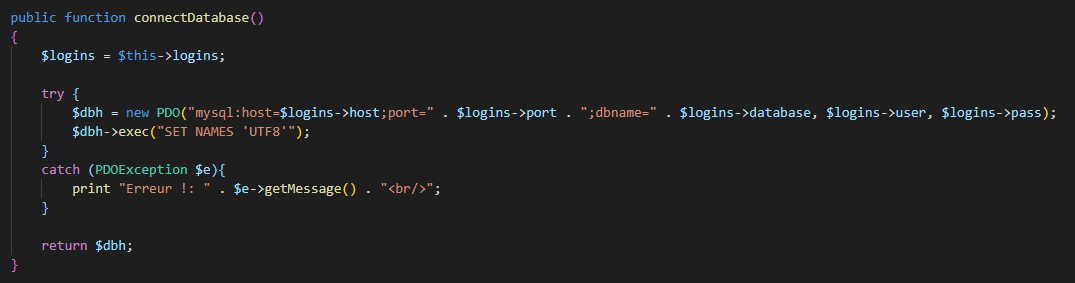 public function connectDatabase()
{
    $logins = $this->logins;

    try {
        $dbh = new PDO("mysql:host=$logins->host;port=" . $logins->port . ";dbname=" . $logins->database, $logins->user, $logins->pass);
        $dbh->exec("SET NAMES 'UTF8'");
    }
    catch (PDOException $e){
        print "Erreur !: " . $e->getMessage() . "<br/>";
    }

    return $dbh;
}